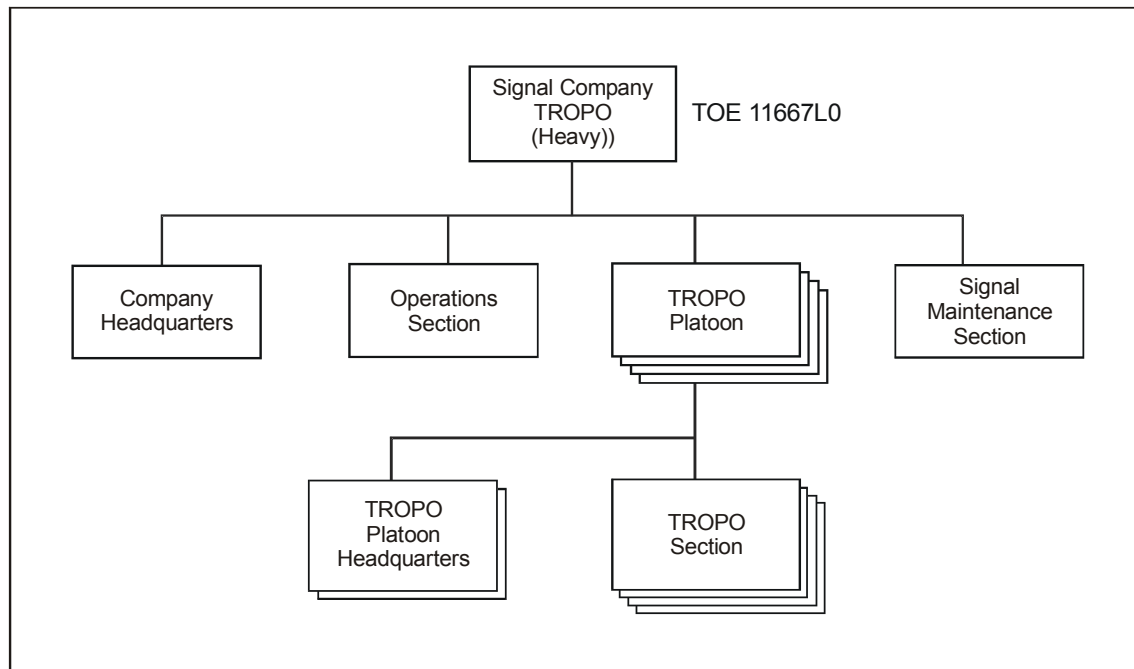 Signal Company
TROPO
(Heavy))
TOE 11667L0
Company
Headquarters
Operations
Section
TROPO
Platoon
Signal
Maintenance
Section
TROPO
Platoon
Headquarters
TROPO
Section